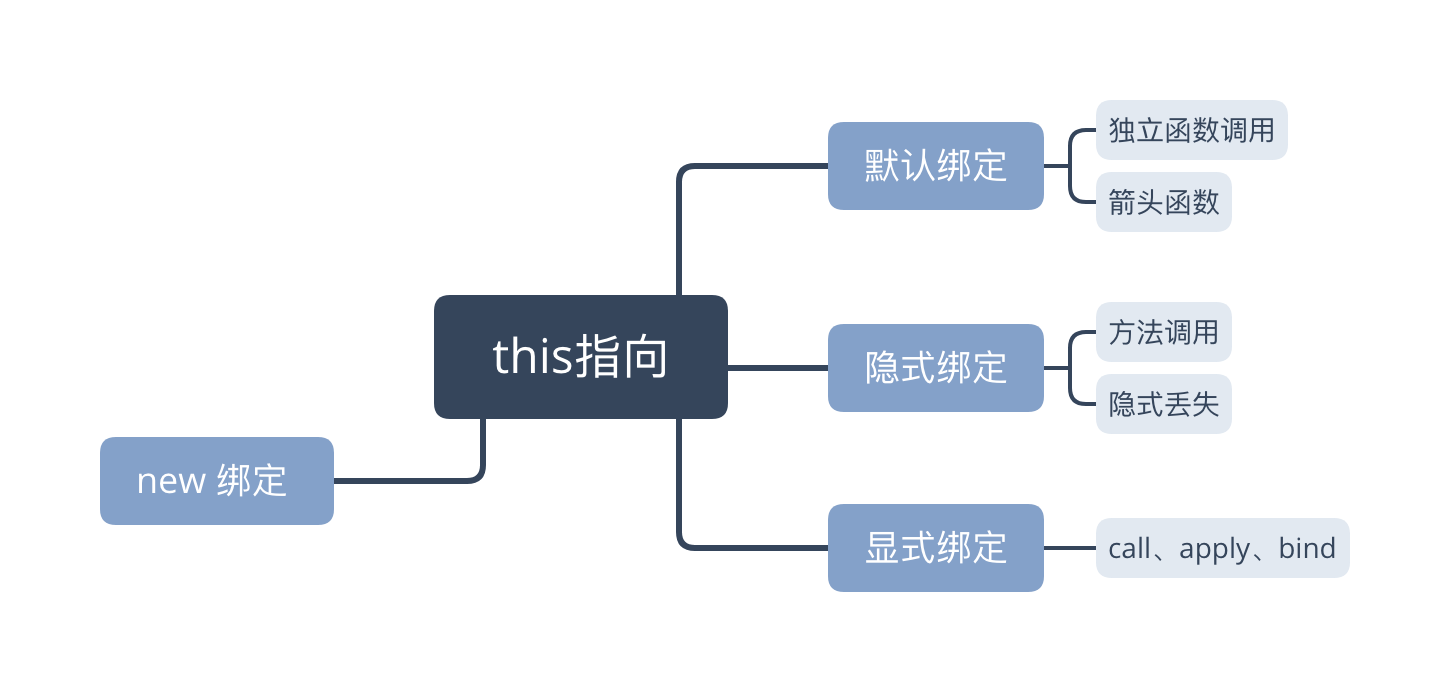 this指向
默认绑定
独立函数调用
箭头函数
隐式绑定
方法调用
隐式丢失
显式绑定
call、apply、bind
new 绑定